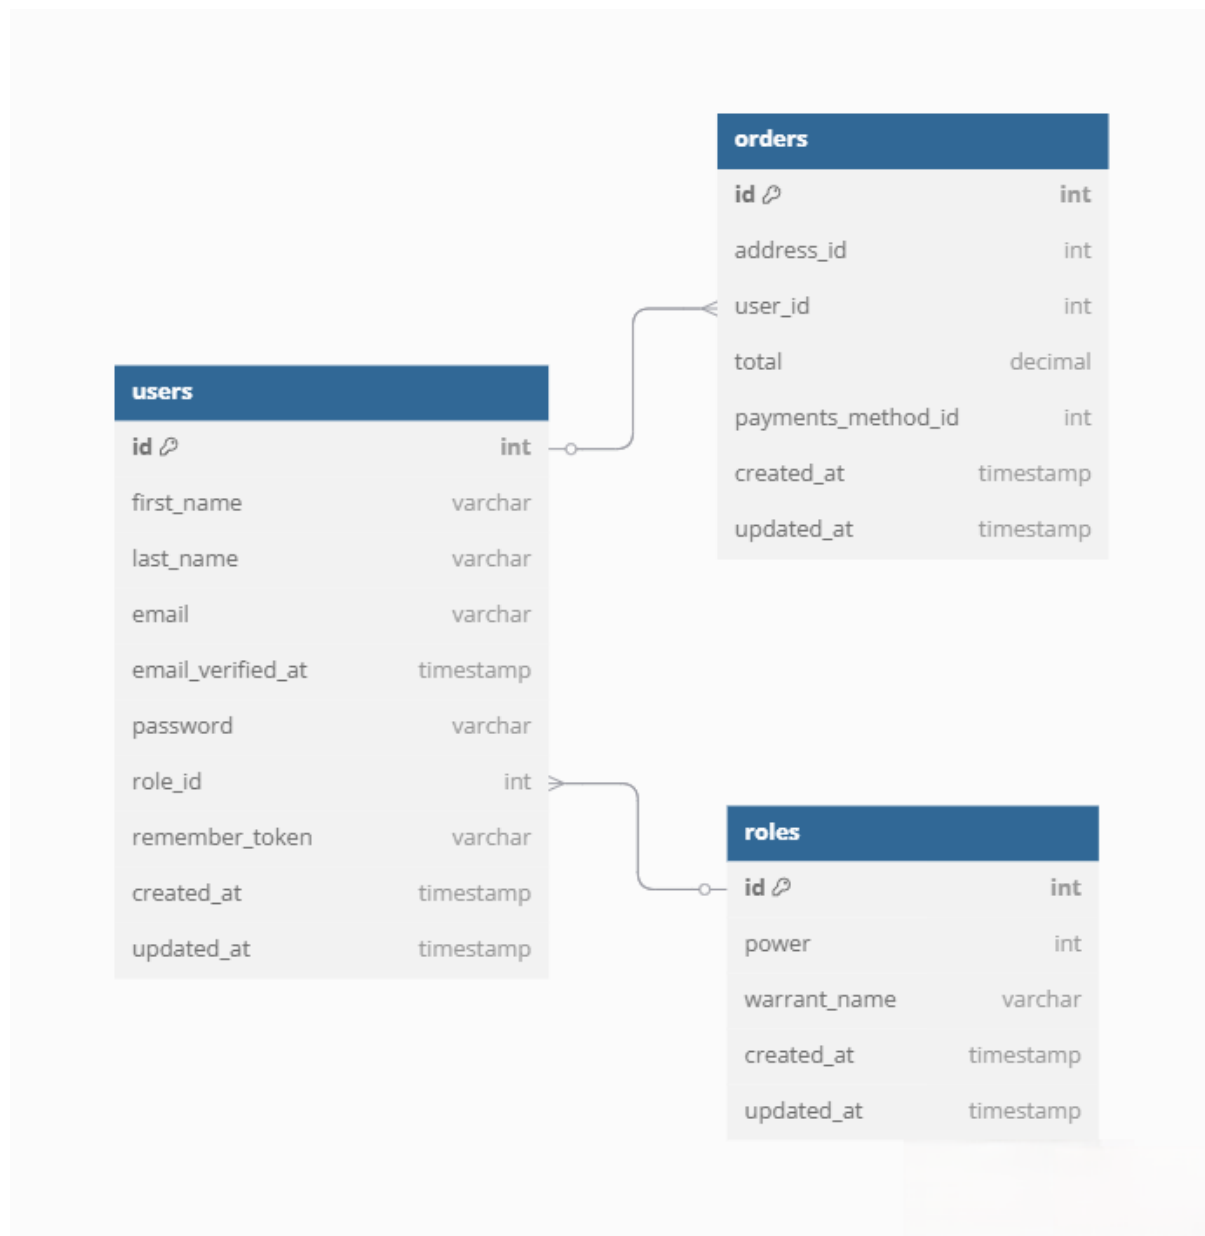 orders
id int
address_id int
user_id int
total decimal
payments_method_id int
created_at timestamp
updated_at timestamp
users
id int
first_name varchar
last_name varchar
email varchar
email_verified_at timestamp
password varchar
role_id int
remember_token varchar
created_at timestamp
updated_at timestamp
roles
id int
power int
warrant_name varchar
created_at timestamp
updated_at timestamp